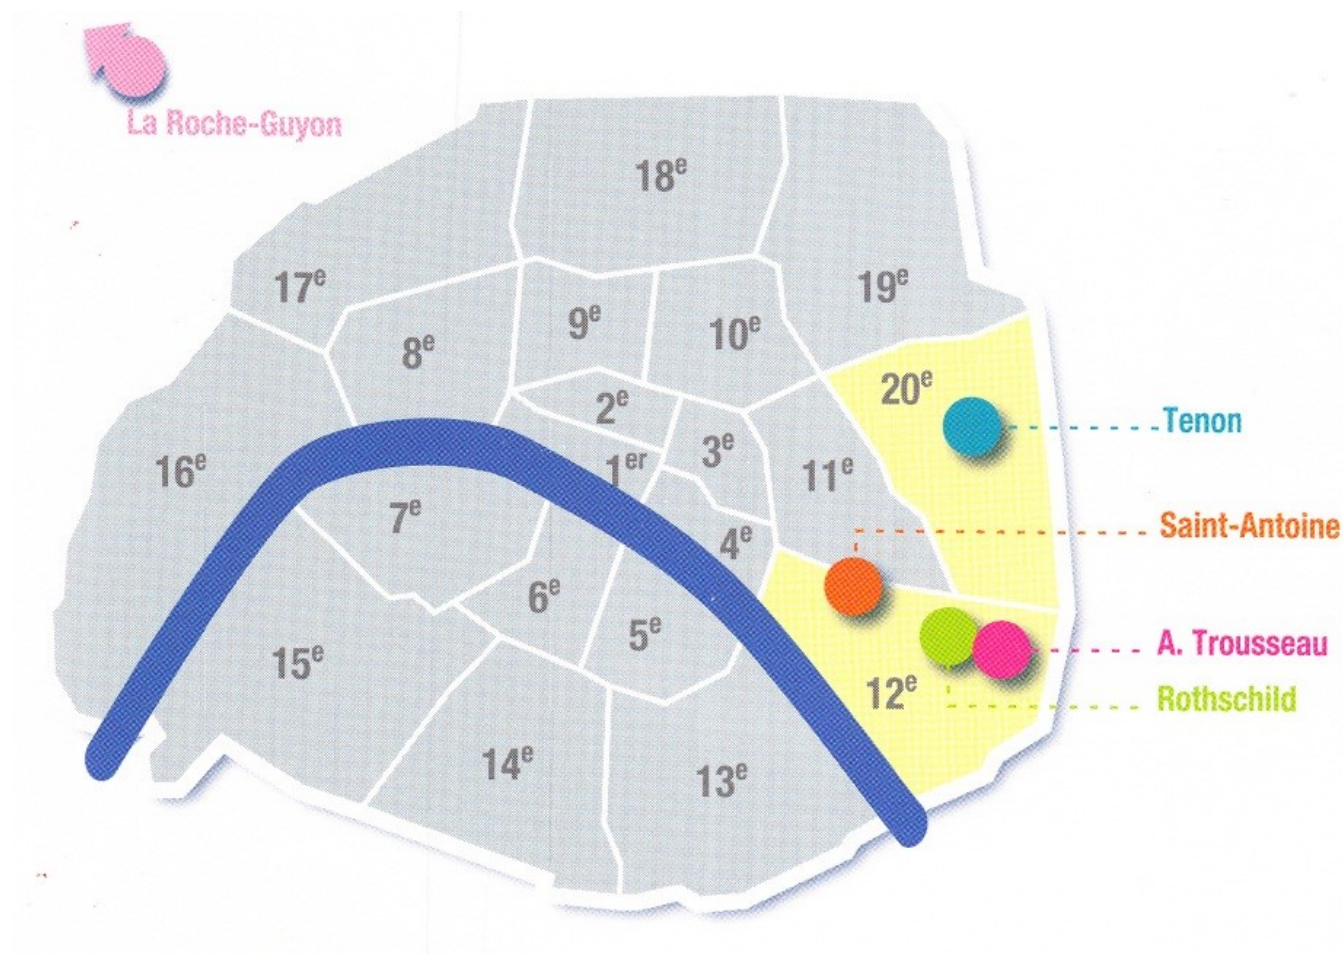 La Roche-Guyon
18e
17e
19e
9e
10e
8e
20e
2e
Tenon
3e
16e
1er
11e
7e
Saint-Antoine
4e
6e
5e
15e
A. Trousseau
12e
Rothschild
14e
13e